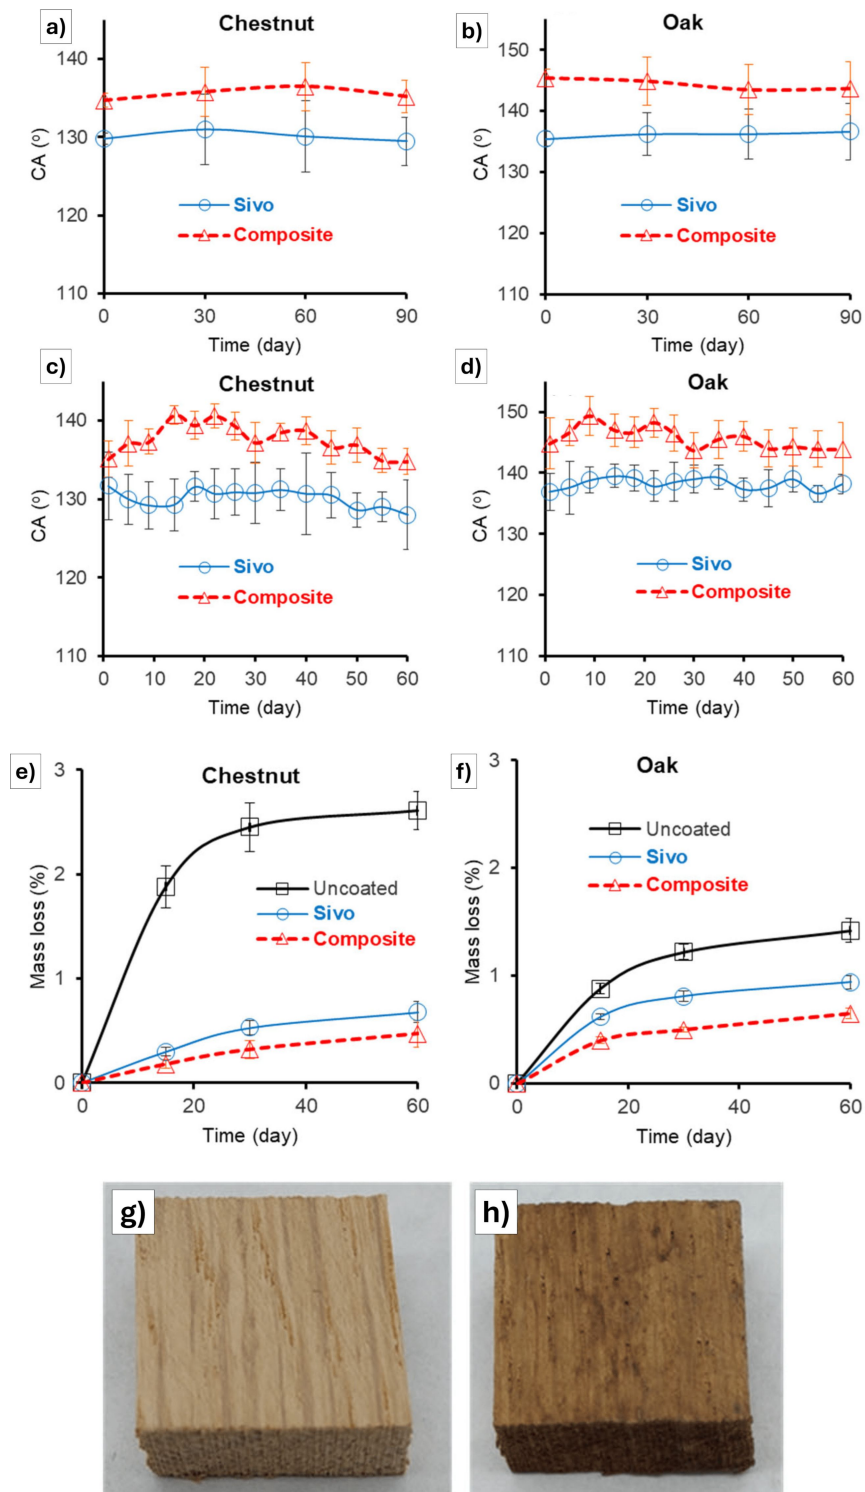 a)
Chestnut
140
130
120
110
CA (º)
Sivo
Composite
0 30 60 90
Time (day)
b)
Oak
150
140
130
120
110
CA (º)
Sivo
Composite
0 30 60 90
Time (day)
c)
Chestnut
140
130
120
110
CA (º)
Sivo
Composite
0 10 20 30 40 50 60
Time (day)
d)
Oak
150
140
130
120
110
CA (º)
Sivo
Composite
0 10 20 30 40 50 60
Time (day)
e)
Chestnut
3
2
1
0
Mass loss (%)
Uncoated
Sivo
Composite
0 20 40 60
Time (day)
f)
Oak
3
2
1
0
Mass loss (%)
Uncoated
Sivo
Composite
0 20 40 60
Time (day)
g)
h)